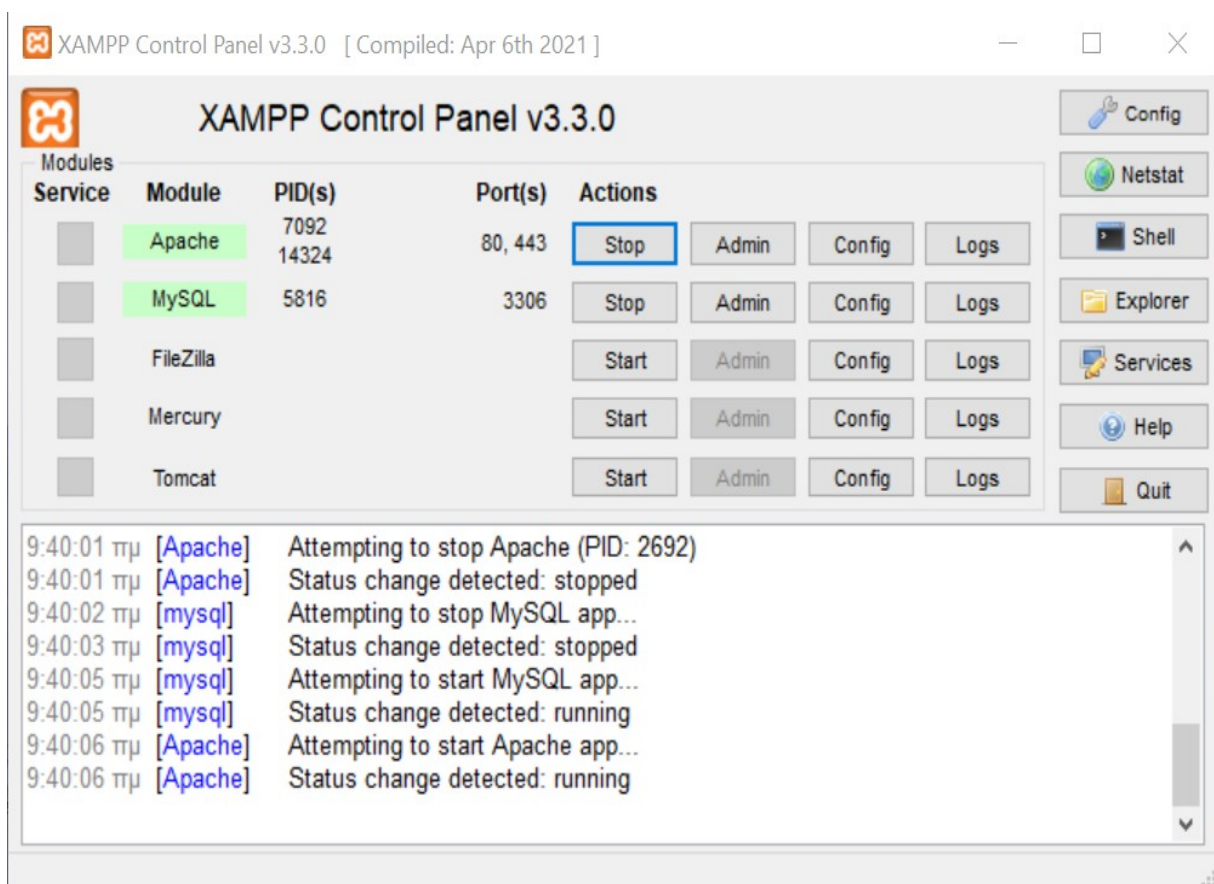 XAMPP Control Panel v3.3.0 [ Compiled: Apr 6th 2021 ]
XAMPP Control Panel v3.3.0
Config
Modules
Service Module PID(s) Port(s) Actions
Netstat
Apache 7092 14324 80, 443 Stop Admin Config Logs
Shell
MySQL 5816 3306 Stop Admin Config Logs
Explorer
FileZilla Start Admin Config Logs
Services
Mercury Start Admin Config Logs
Help
Tomcat Start Admin Config Logs
Quit
9:40:01 πμ [Apache] Attempting to stop Apache (PID: 2692)
9:40:01 πμ [Apache] Status change detected: stopped
9:40:02 πμ [mysql] Attempting to stop MySQL app...
9:40:03 πμ [mysql] Status change detected: stopped
9:40:05 πμ [mysql] Attempting to start MySQL app...
9:40:05 πμ [mysql] Status change detected: running
9:40:06 πμ [Apache] Attempting to start Apache app...
9:40:06 πμ [Apache] Status change detected: running